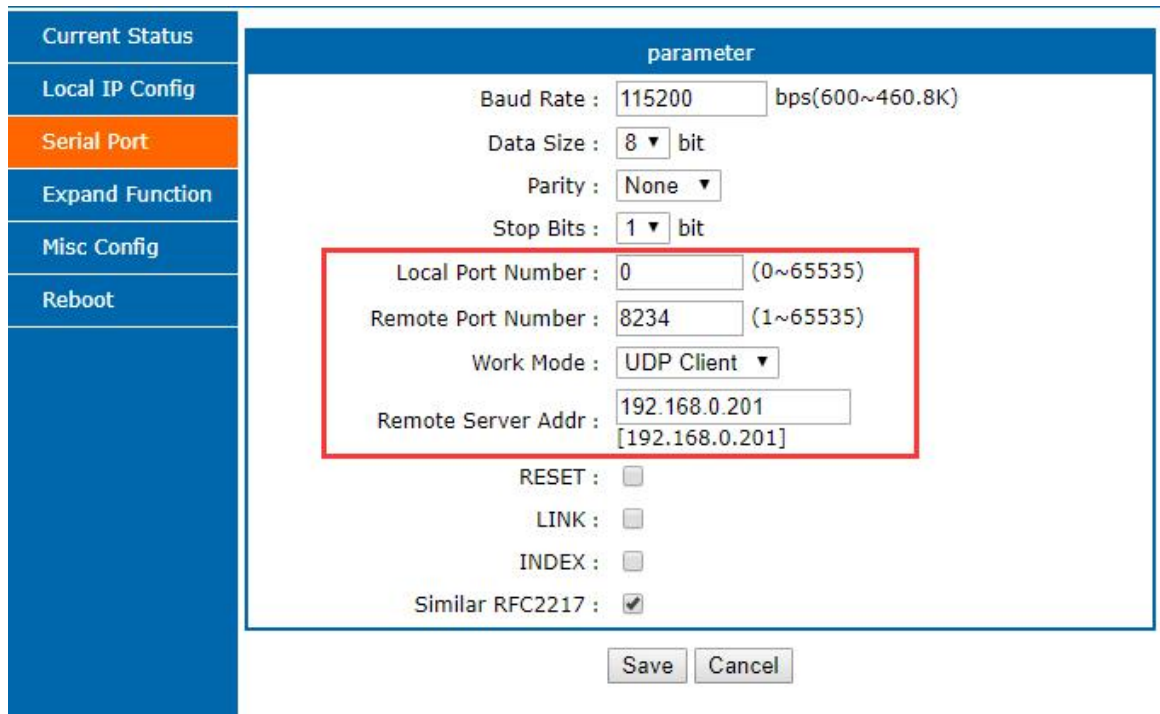 Current Status
Local IP Config
Serial Port
Expand Function
Misc Config
Reboot
parameter
Baud Rate : 115200 bps(600~460.8K)
Data Size : 8 bit
Parity : None
Stop Bits : 1 bit
Local Port Number : 0 (0~65535)
Remote Port Number : 8234 (1~65535)
Work Mode : UDP Client
Remote Server Addr : 192.168.0.201
[192.168.0.201]
RESET :
LINK :
INDEX :
Similar RFC2217 :
Save Cancel